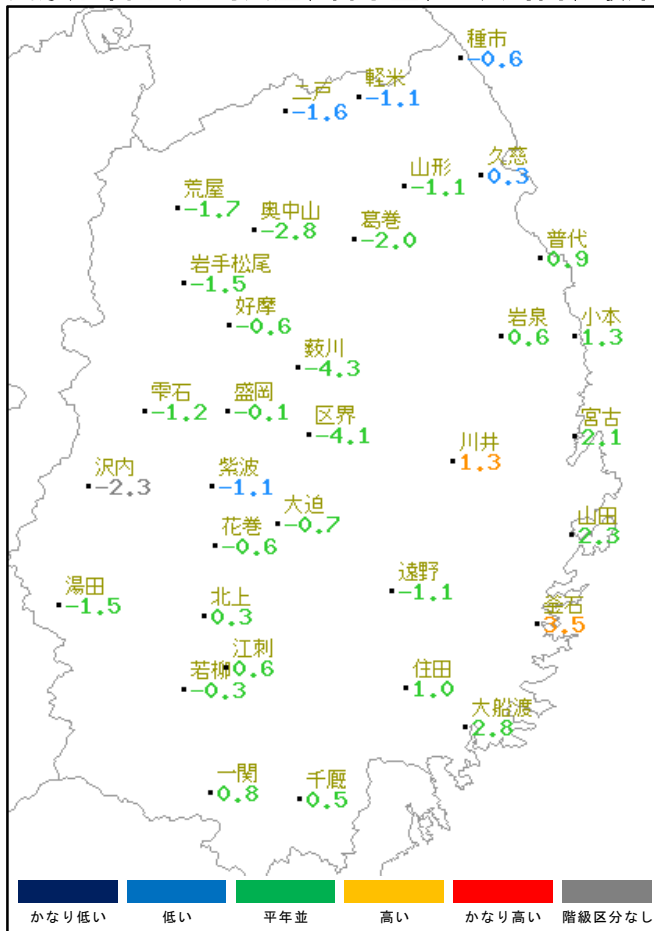 種市
-0.6
軽米
-1.1
二戸
-1.6
久慈
0.3
山形
-1.1
荒屋
-1.7
奥中山
-2.8
葛巻
-2.0
普代
0.9
岩手松尾
-1.5
好摩
-0.6
岩泉
0.6
小本
1.3
薮川
-4.3
雫石
-1.2
盛岡
-0.1
区界
-4.1
宮古
2.1
川井
1.3
沢内
-2.3
紫波
-1.1
大迫
-0.7
山田
2.3
花巻
-0.6
遠野
-1.1
湯田
-1.5
北上
0.3
釜石
3.5
江刺
0.6
若柳
-0.3
住田
1.0
大船渡
2.8
一関
0.8
千厩
0.5
かなり低い 低い 平年並 高い かなり高い 階級区分なし